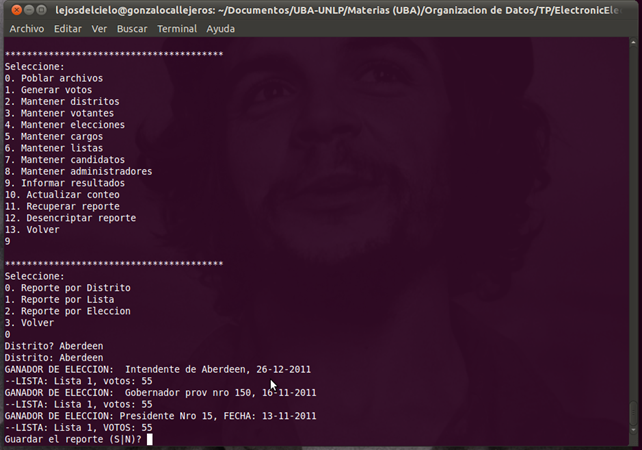 lejosdelcielo@gonzalocallejeros: ~/Documentos/UBA-UNLP/Materias (UBA)/Organizacion de Datos/TP/ElectronicEle
Archivo Editar Ver Buscar Terminal Ayuda
****************************************
Seleccione:
0. Poblar archivos
1. Generar votos
2. Mantener distritos
3. Mantener votantes
4. Mantener elecciones
5. Mantener cargos
6. Mantener listas
7. Mantener candidatos
8. Mantener administradores
9. Informar resultados
10. Actualizar conteo
11. Recuperar reporte
12. Desencriptar reporte
13. Volver
9
****************************************
Seleccione:
0. Reporte por Distrito
1. Reporte por Lista
2. Reporte por Eleccion
3. Volver
0
Distrito? Aberdeen
Distrito: Aberdeen
GANADOR DE ELECCION:  Intendente de Aberdeen, 26-12-2011
--LISTA: Lista 1, votos: 55
GANADOR DE ELECCION:  Gobernador prov nro 150, 16-11-2011
--LISTA: Lista 1, votos: 55
GANADOR DE ELECCION: Presidente Nro 15, FECHA: 13-11-2011
--LISTA: Lista 1, VOTOS: 55
Guardar el reporte (S|N)?